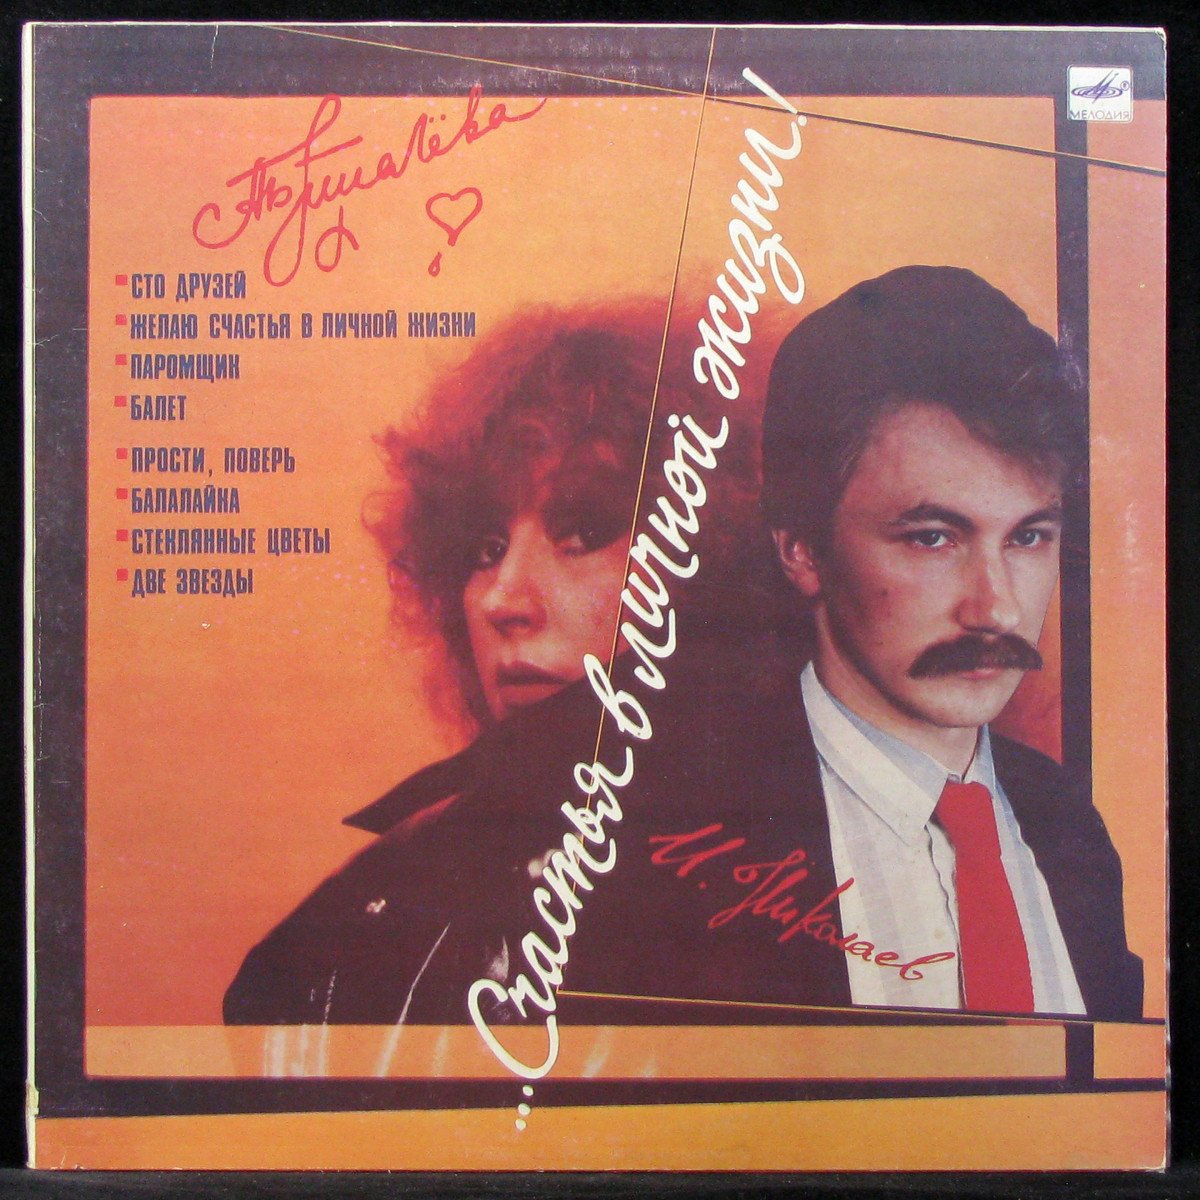 А. Пугачёва
МЕЛОДИЯ
СТО ДРУЗЕЙ
ЖЕЛАЮ СЧАСТЬЯ В ЛИЧНОЙ ЖИЗНИ
ПАРОМЩИК
БАЛЕТ
ПРОСТИ, ПОВЕРЬ
БАЛАЛАЙКА
СТЕКЛЯННЫЕ ЦВЕТЫ
ДВЕ ЗВЕЗДЫ
...Счастья в личной жизни!
И. Николаев